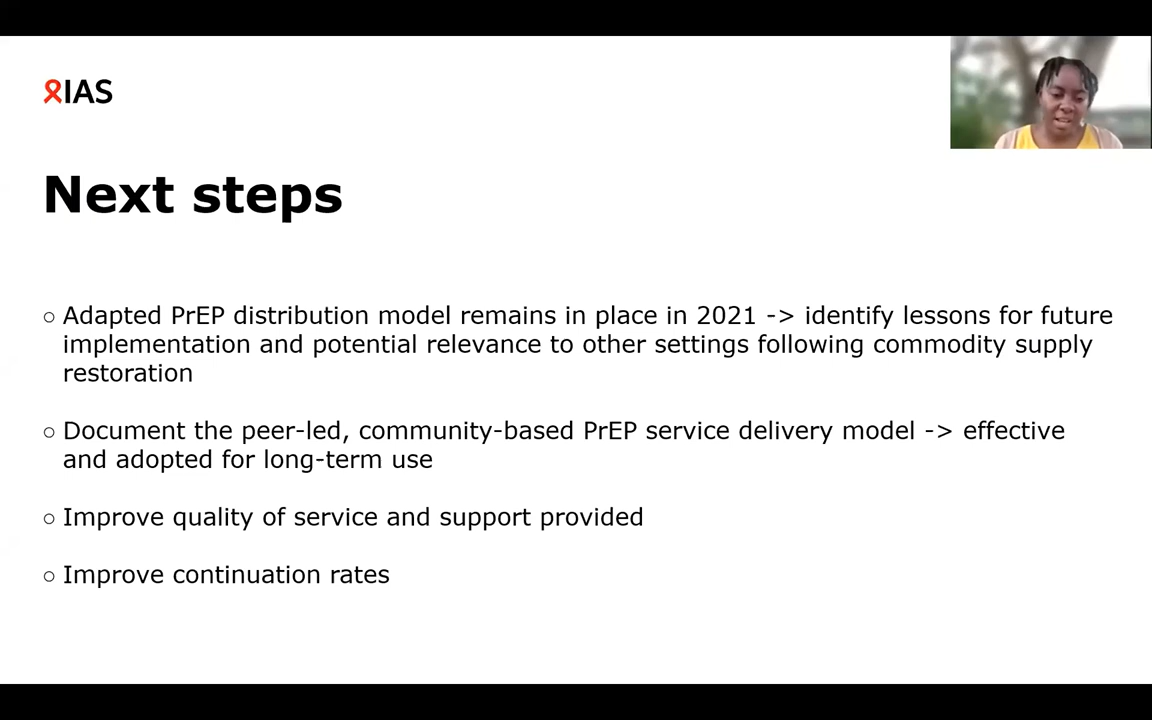 IAS
Next steps
○ Adapted PrEP distribution model remains in place in 2021 -> identify lessons for future
implementation and potential relevance to other settings following commodity supply
restoration
○ Document the peer-led, community-based PrEP service delivery model -> effective
and adopted for long-term use
○ Improve quality of service and support provided
○ Improve continuation rates